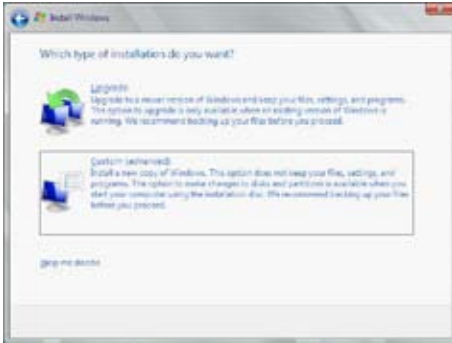 Install Windows
Which type of installation do you want?
Upgrade
Upgrade to a newer version of Windows and keep your files, settings, and programs.
The option to upgrade is only available when an existing version of Windows is
running. We recommend backing up your files before you proceed.
Custom (advanced)
Install a new copy of Windows. This option does not keep your files, settings, and
programs. The option to make changes to disks and partitions is available when you
start your computer using the installation disc. We recommend backing up your files
before you proceed.
Help me decide